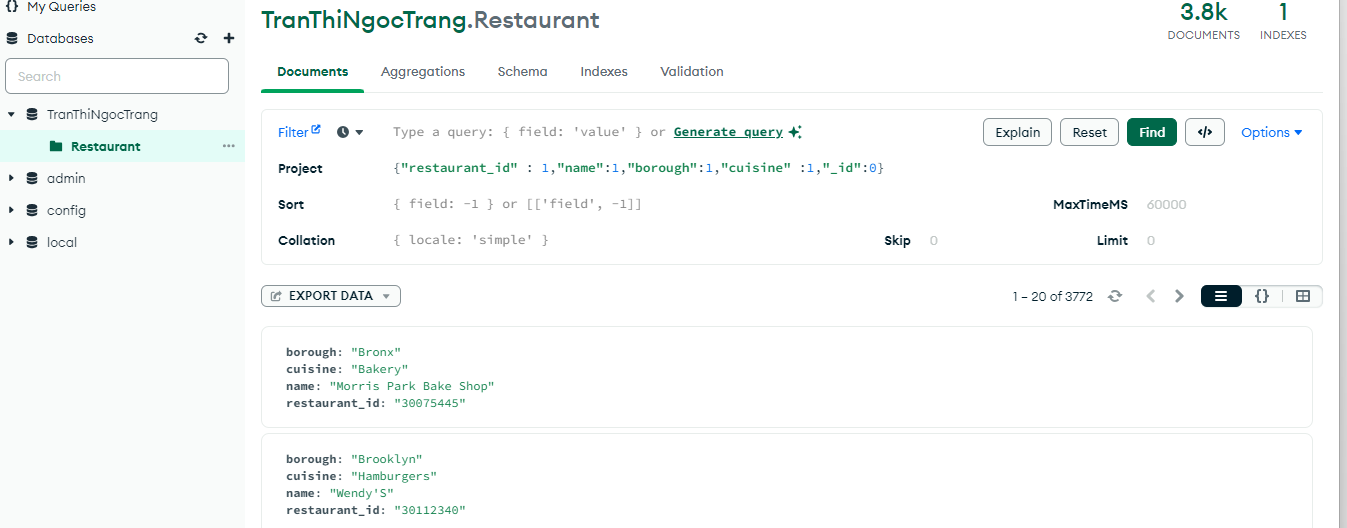 {} My Queries
Databases
Search
TranThiNgocTrang
Restaurant
admin
config
local
TranThiNgocTrang.Restaurant
3.8k
DOCUMENTS
1
INDEXES
Documents
Aggregations
Schema
Indexes
Validation
Filter
Type a query: { field: 'value' } or Generate query
Explain
Reset
Find
</>
Options
Project
{"restaurant_id" : 1,"name":1,"borough":1,"cuisine" :1,"_id":0}
Sort
{ field: -1 } or [['field', -1]]
MaxTimeMS
60000
Collation
{ locale: 'simple' }
Skip
0
Limit
0
EXPORT DATA
1 – 20 of 3772
{}
borough: "Bronx"
cuisine: "Bakery"
name: "Morris Park Bake Shop"
restaurant_id: "30075445"
borough: "Brooklyn"
cuisine: "Hamburgers"
name: "Wendy'S"
restaurant_id: "30112340"